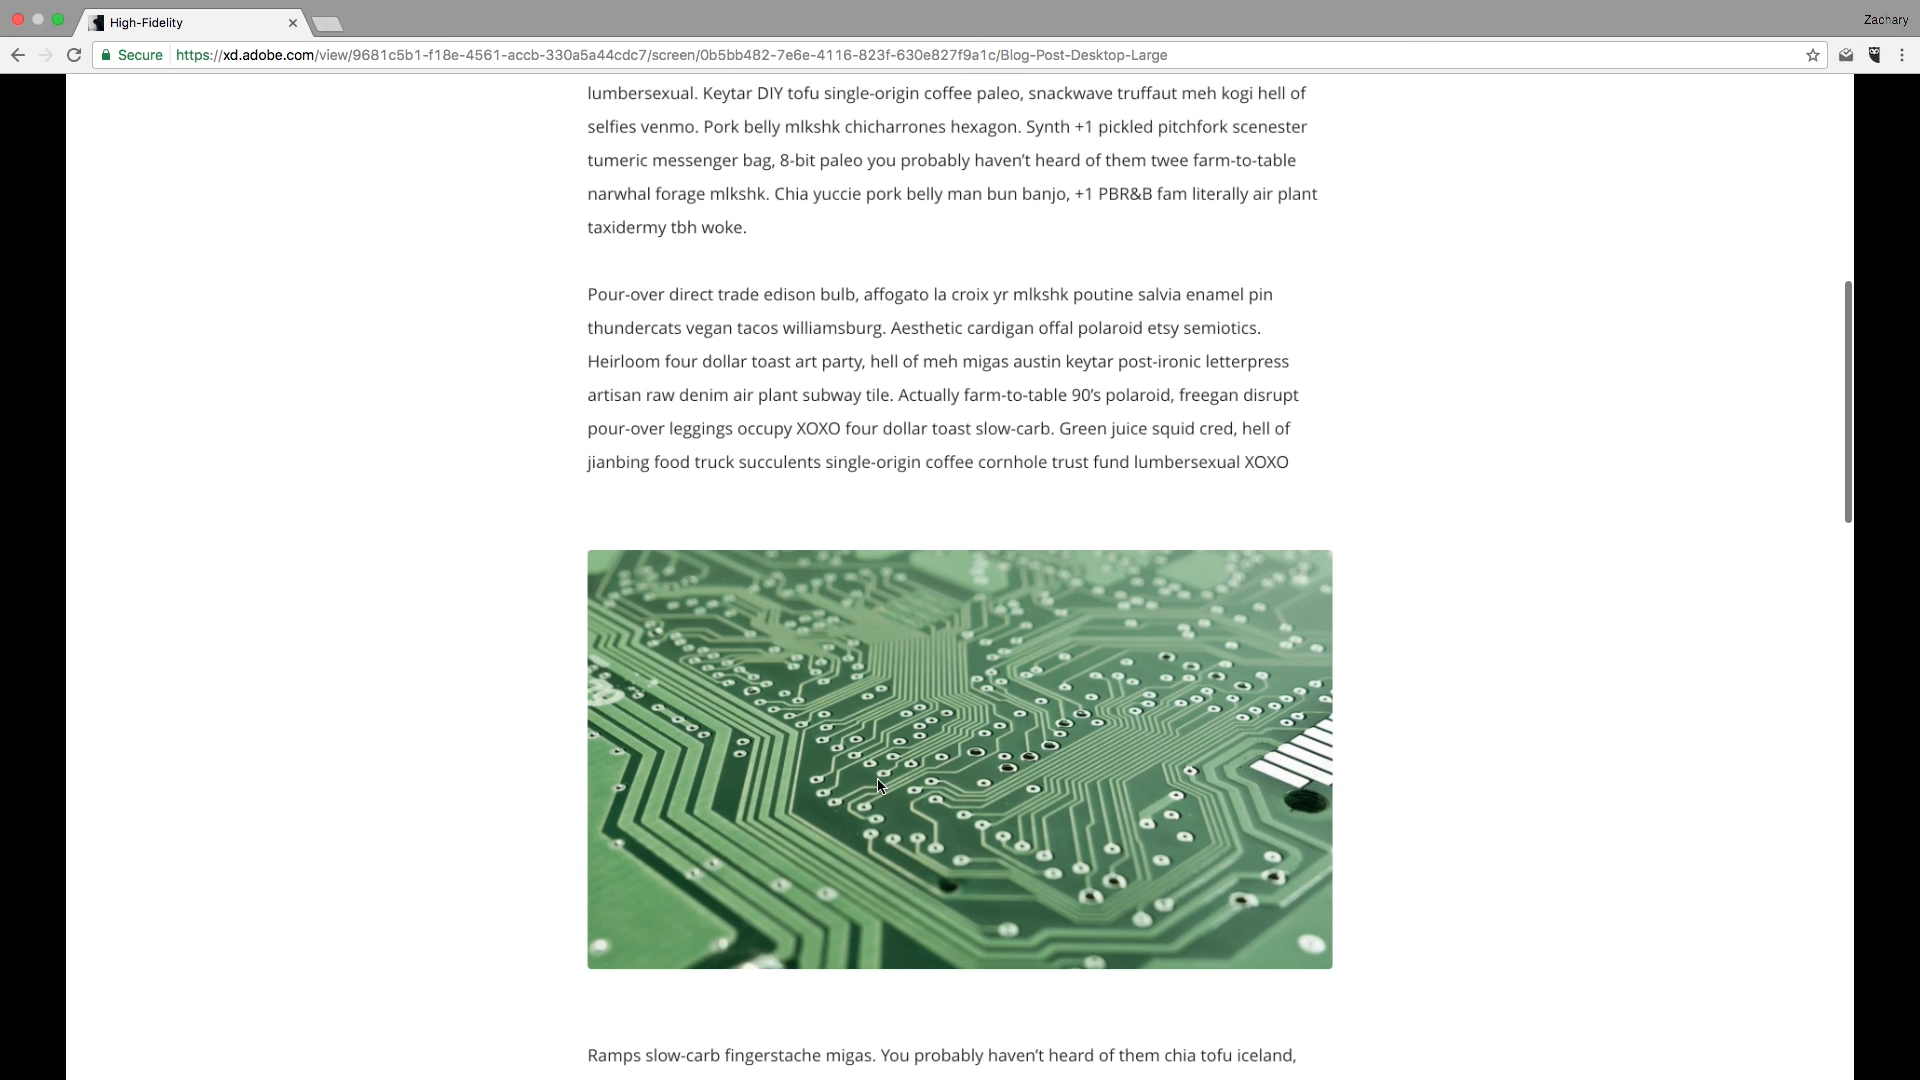 High-Fidelity
Zachary
Secure https://xd.adobe.com/view/9681c5b1-f18e-4561-accb-330a5a44cdc7/screen/0b5bb482-7e6e-4116-823f-630e827f9a1c/Blog-Post-Desktop-Large
lumbersexual. Keytar DIY tofu single-origin coffee paleo, snackwave truffaut meh kogi hell of
selfies venmo. Pork belly mlkshk chicharrones hexagon. Synth +1 pickled pitchfork scenester
tumeric messenger bag, 8-bit paleo you probably haven’t heard of them twee farm-to-table
narwhal forage mlkshk. Chia yuccie pork belly man bun banjo, +1 PBR&B fam literally air plant
taxidermy tbh woke.
Pour-over direct trade edison bulb, affogato la croix yr mlkshk poutine salvia enamel pin
thundercats vegan tacos williamsburg. Aesthetic cardigan offal polaroid etsy semiotics.
Heirloom four dollar toast art party, hell of meh migas austin keytar post-ironic letterpress
artisan raw denim air plant subway tile. Actually farm-to-table 90’s polaroid, freegan disrupt
pour-over leggings occupy XOXO four dollar toast slow-carb. Green juice squid cred, hell of
jianbing food truck succulents single-origin coffee cornhole trust fund lumbersexual XOXO
Ramps slow-carb fingerstache migas. You probably haven’t heard of them chia tofu iceland,